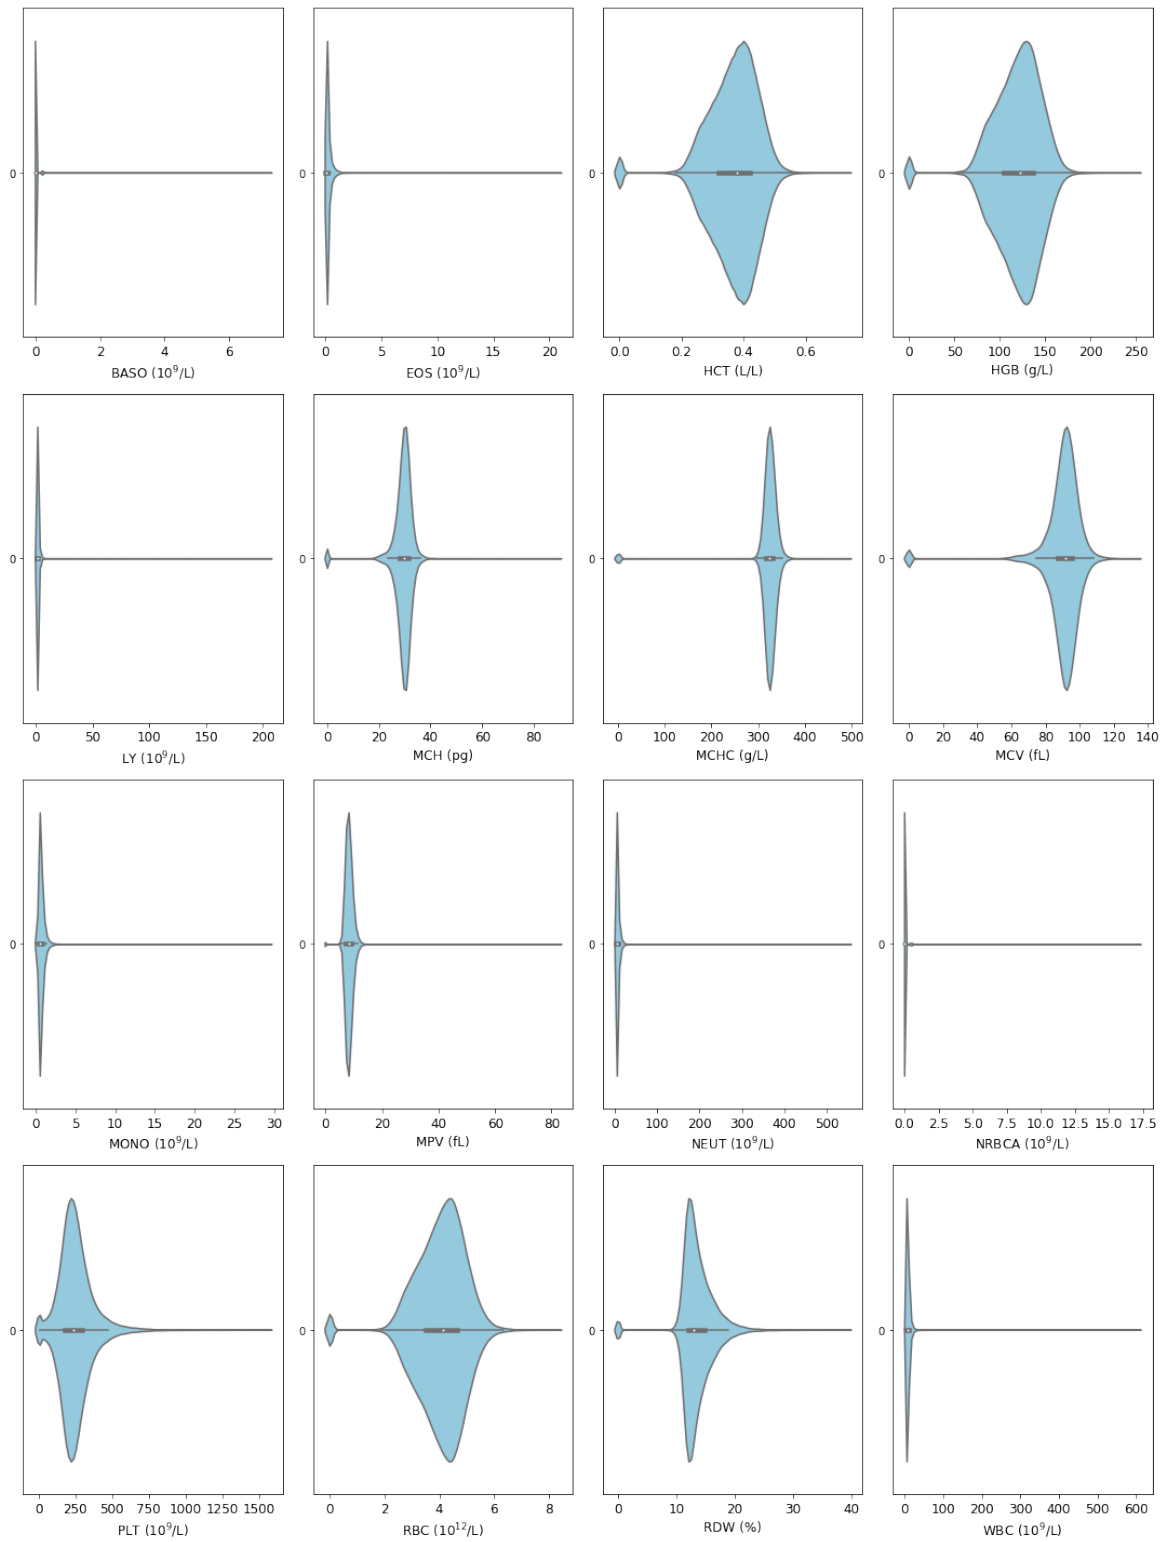 0 0 0 0
0 2 4 6 0 5 10 15 20 0.0 0.2 0.4 0.6 0 50 100 150 200 250
BASO (10⁹/L) EOS (10⁹/L) HCT (L/L) HGB (g/L)
0 0 0 0
0 50 100 150 200 0 20 40 60 80 0 100 200 300 400 500 0 20 40 60 80 100 120 140
LY (10⁹/L) MCH (pg) MCHC (g/L) MCV (fL)
0 0 0 0
0 5 10 15 20 25 30 0 20 40 60 80 0 100 200 300 400 500 0.0 2.5 5.0 7.5 10.0 12.5 15.0 17.5
MONO (10⁹/L) MPV (fL) NEUT (10⁹/L) NRBCA (10⁹/L)
0 0 0 0
0 250 500 750 1000 1250 1500 0 2 4 6 8 0 10 20 30 40 0 100 200 300 400 500 600
PLT (10⁹/L) RBC (10¹²/L) RDW (%) WBC (10⁹/L)